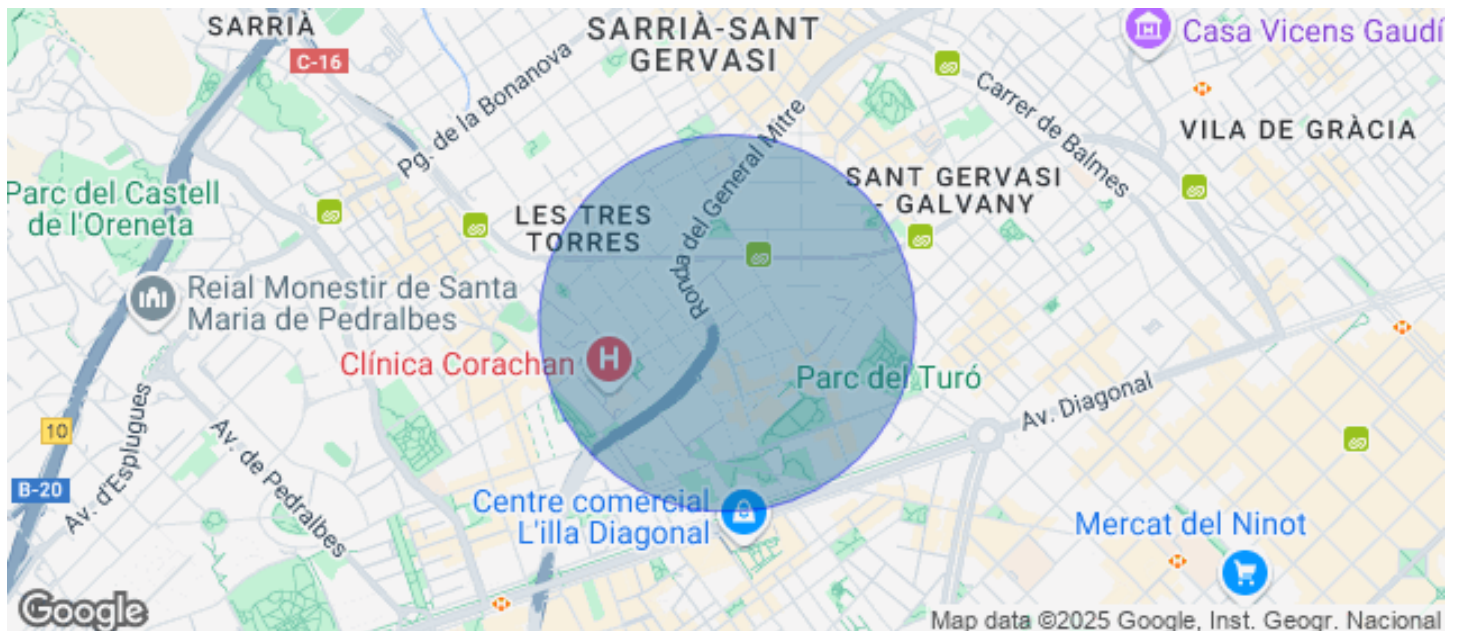 SARRIÀ
SARRIÀ-SANT
GERVASI
Casa Vicens Gaudí
C-16
Pg. de la Bonanova
Carrer de Balmes
VILA DE GRÀCIA
Ronda del General Mitre
Parc del Castell
de l'Oreneta
LES TRES
TORRES
SANT GERVASI
- GALVANY
Reial Monestir de Santa
Maria de Pedralbes
Clínica Corachan
H
Parc del Turó
Av. Diagonal
10
B-20
Av. d'Esplugues
Av. de Pedralbes
Centre comercial
L'illa Diagonal
Mercat del Ninot
Google
Map data ©2025 Google, Inst. Geogr. Nacional